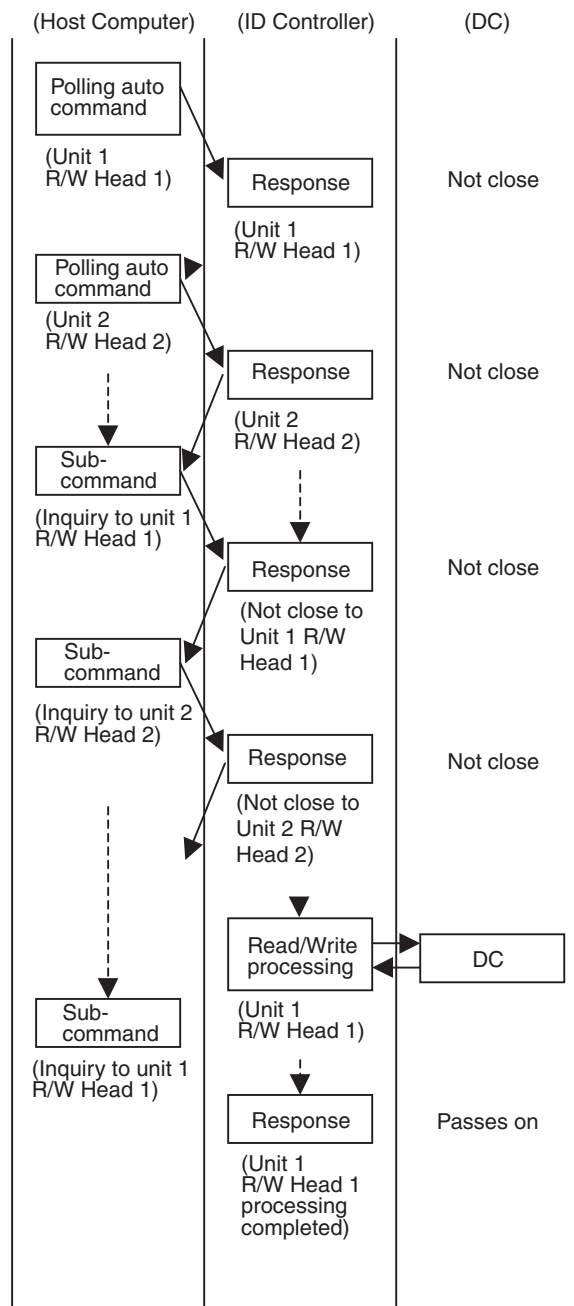 (Host Computer)
(ID Controller)
(DC)
Polling auto
command
(Unit 1
R/W Head 1)
Response
Not close
(Unit 1
R/W Head 1)
Polling auto
command
(Unit 2
R/W Head 2)
Response
Not close
(Unit 2
R/W Head 2)
Sub-
command
(Inquiry to unit 1
R/W Head 1)
Response
Not close
(Not close to
Unit 1 R/W
Head 1)
Sub-
command
(Inquiry to unit 2
R/W Head 2)
Response
Not close
(Not close to
Unit 2 R/W
Head 2)
Read/Write
processing
DC
(Unit 1
R/W Head 1)
Sub-
command
(Inquiry to unit 1
R/W Head 1)
Response
Passes on
(Unit 1
R/W Head 1
processing
completed)